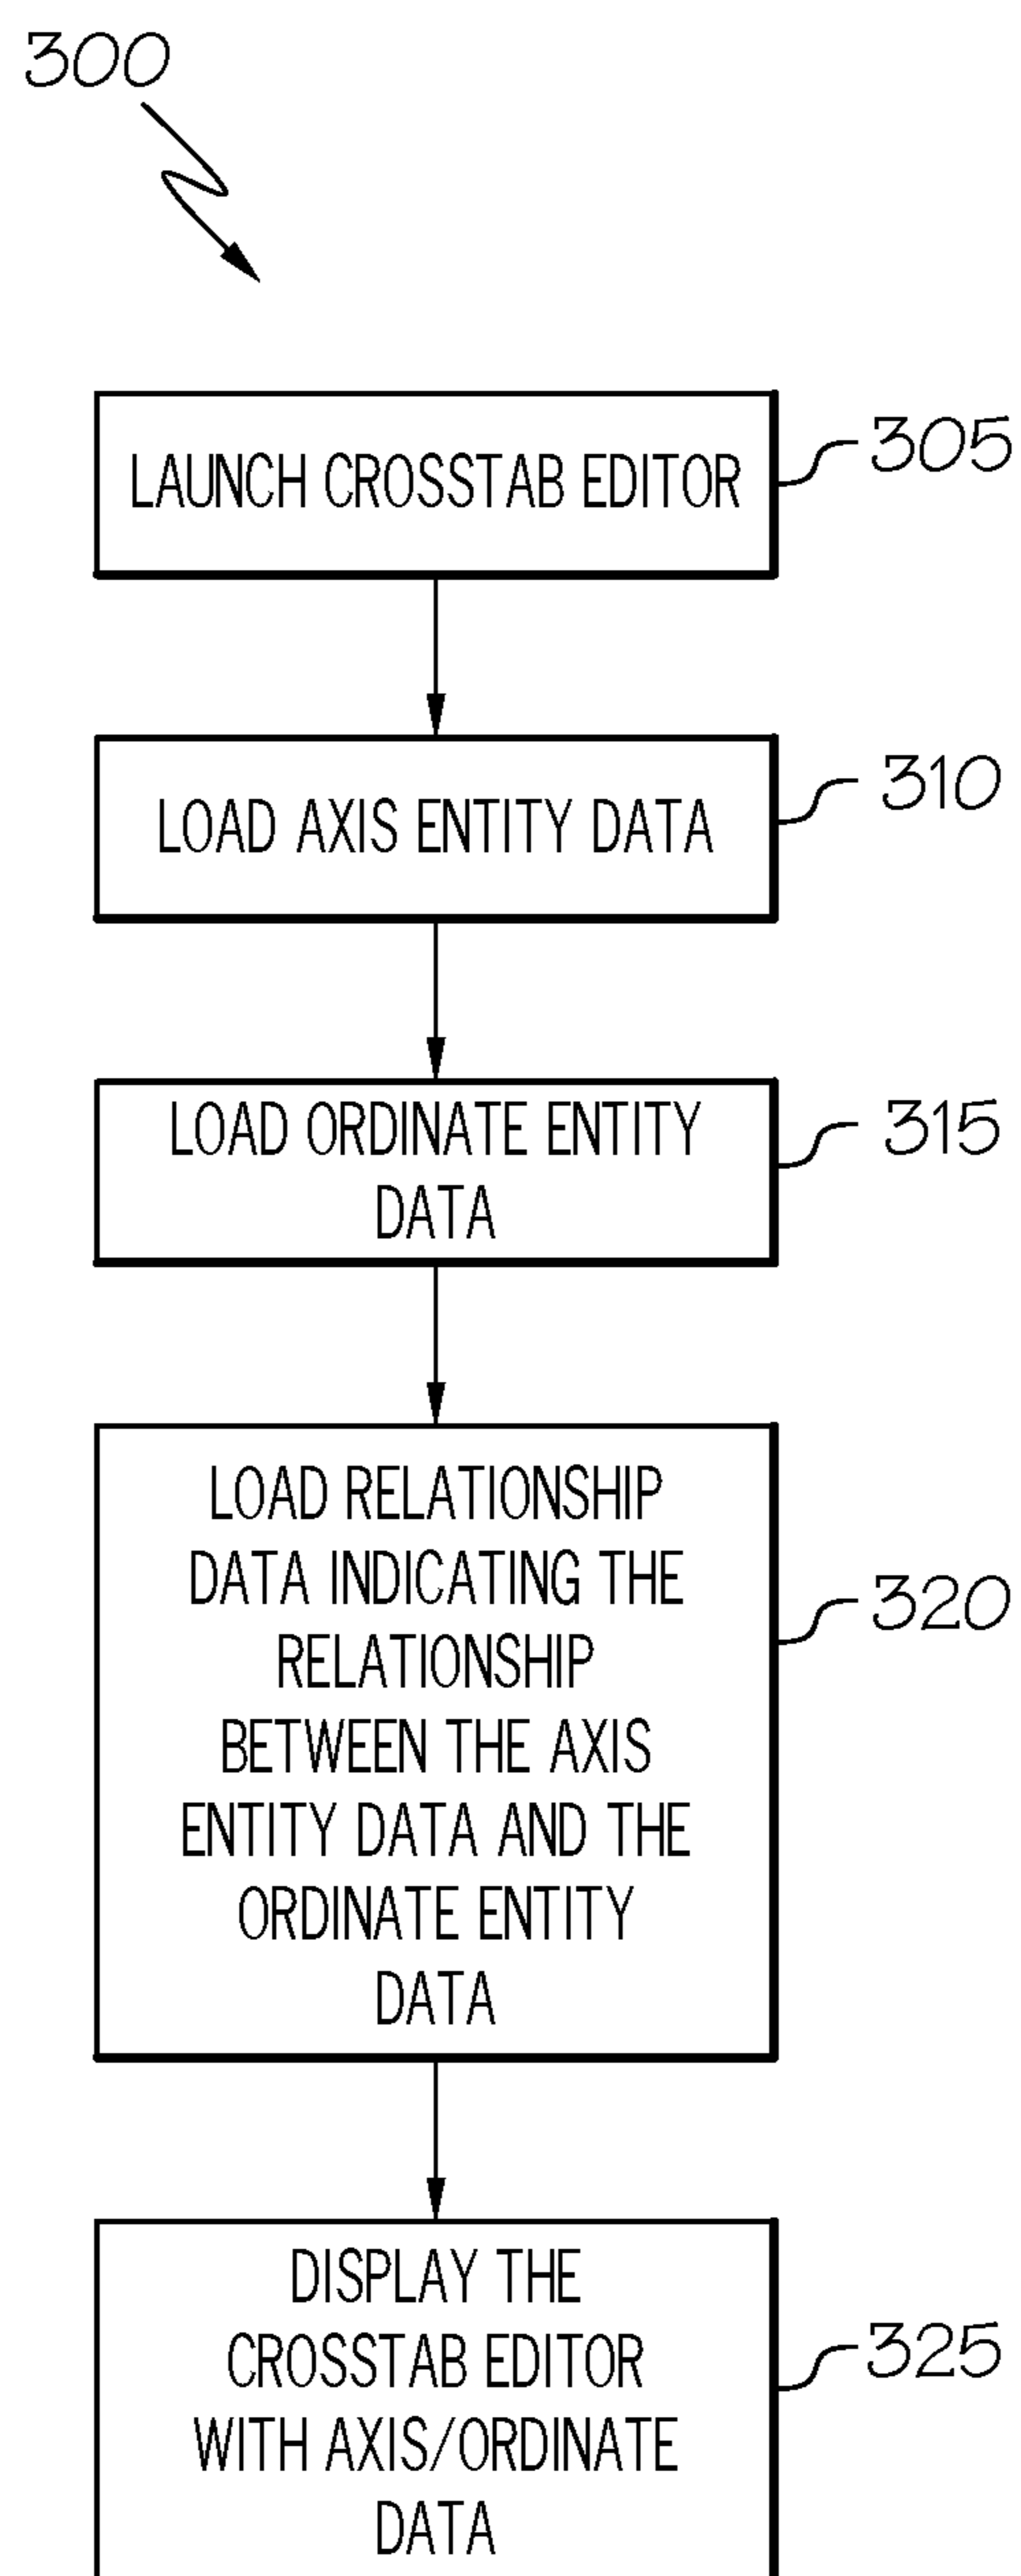 300
LAUNCH CROSSTAB EDITOR
305
LOAD AXIS ENTITY DATA
310
LOAD ORDINATE ENTITY
DATA
315
LOAD RELATIONSHIP
DATA INDICATING THE
RELATIONSHIP
BETWEEN THE AXIS
ENTITY DATA AND THE
ORDINATE ENTITY
DATA
320
DISPLAY THE
CROSSTAB EDITOR
WITH AXIS/ORDINATE
DATA
325